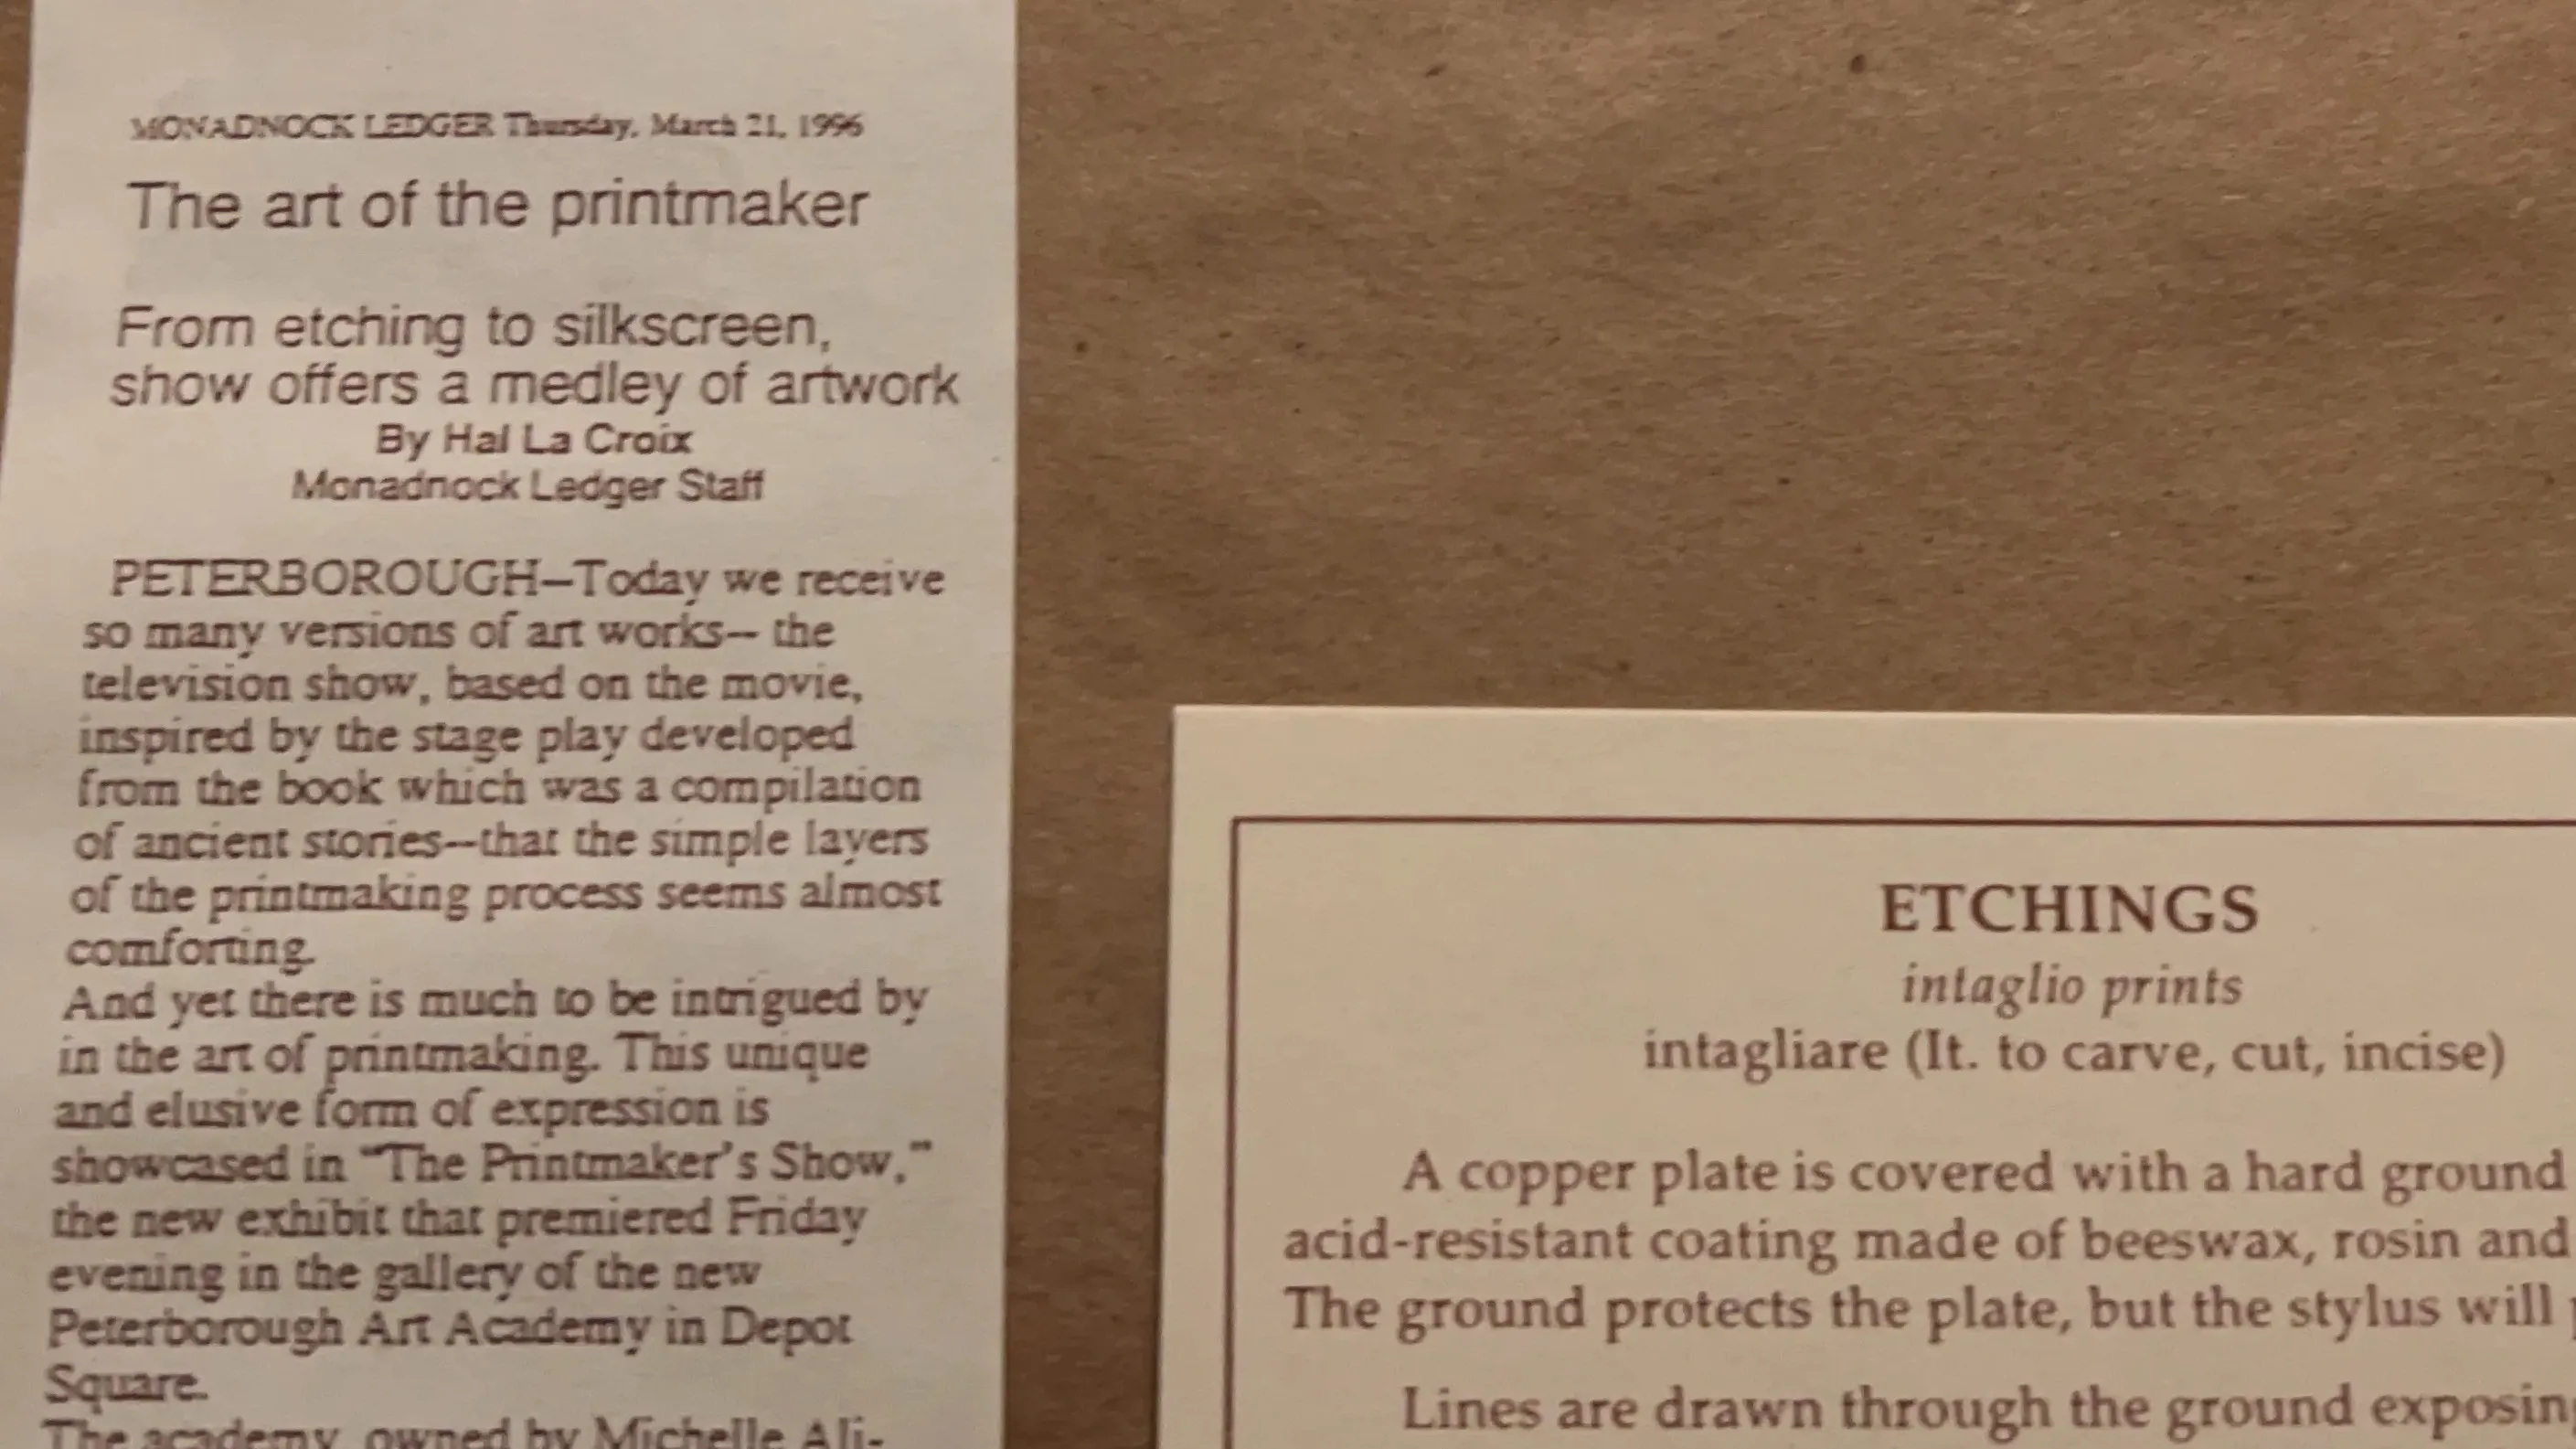 MONADNOCK LEDGER Thursday, March 21, 1996
The art of the printmaker
From etching to silkscreen,
show offers a medley of artwork
By Hal La Croix
Monadnock Ledger Staff
PETERBOROUGH—Today we receive
so many versions of art works— the
television show, based on the movie,
inspired by the stage play developed
from the book which was a compilation
of ancient stories—that the simple layers
of the printmaking process seems almost
comforting.
And yet there is much to be intrigued by
in the art of printmaking. This unique
and elusive form of expression is
showcased in "The Printmaker's Show,"
the new exhibit that premiered Friday
evening in the gallery of the new
Peterborough Art Academy in Depot
Square.
The academy, owned by Michelle Ali-
ETCHINGS
intaglio prints
intagliare (It. to carve, cut, incise)
A copper plate is covered with a hard ground
acid-resistant coating made of beeswax, rosin and
The ground protects the plate, but the stylus will
Lines are drawn through the ground exposin